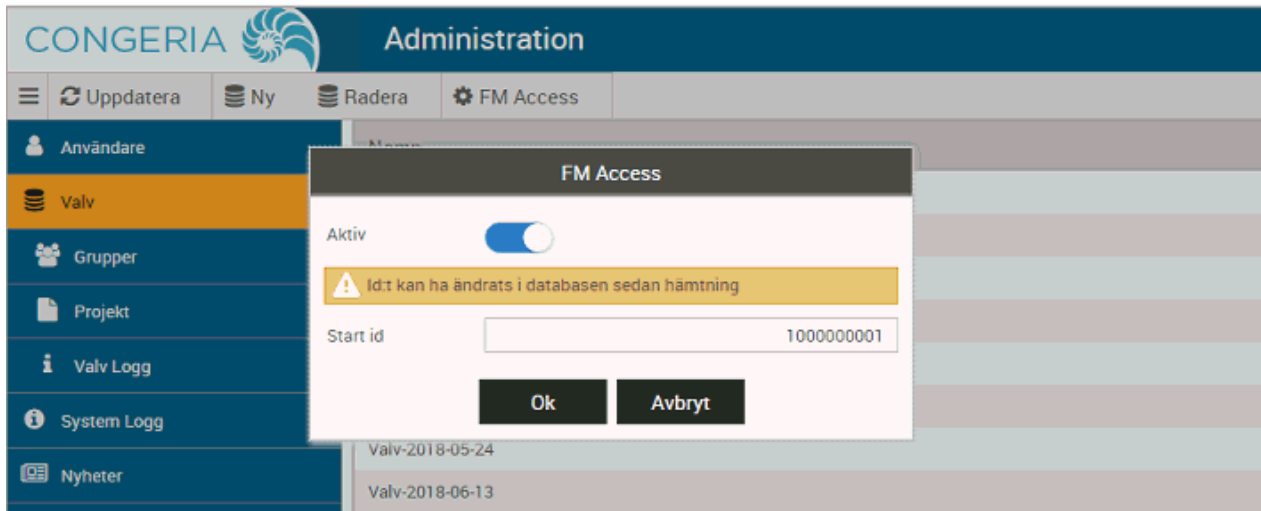 CONGERIA Administration
Uppdatera Ny Radera FM Access
Användare
Namn
Valv
Grupper
Projekt
Valv Logg
System Logg
Nyheter
FM Access
Aktiv
Id:t kan ha ändrats i databasen sedan hämtning
Start id 1000000001
Ok Avbryt
Valv-2018-05-24
Valv-2018-06-13